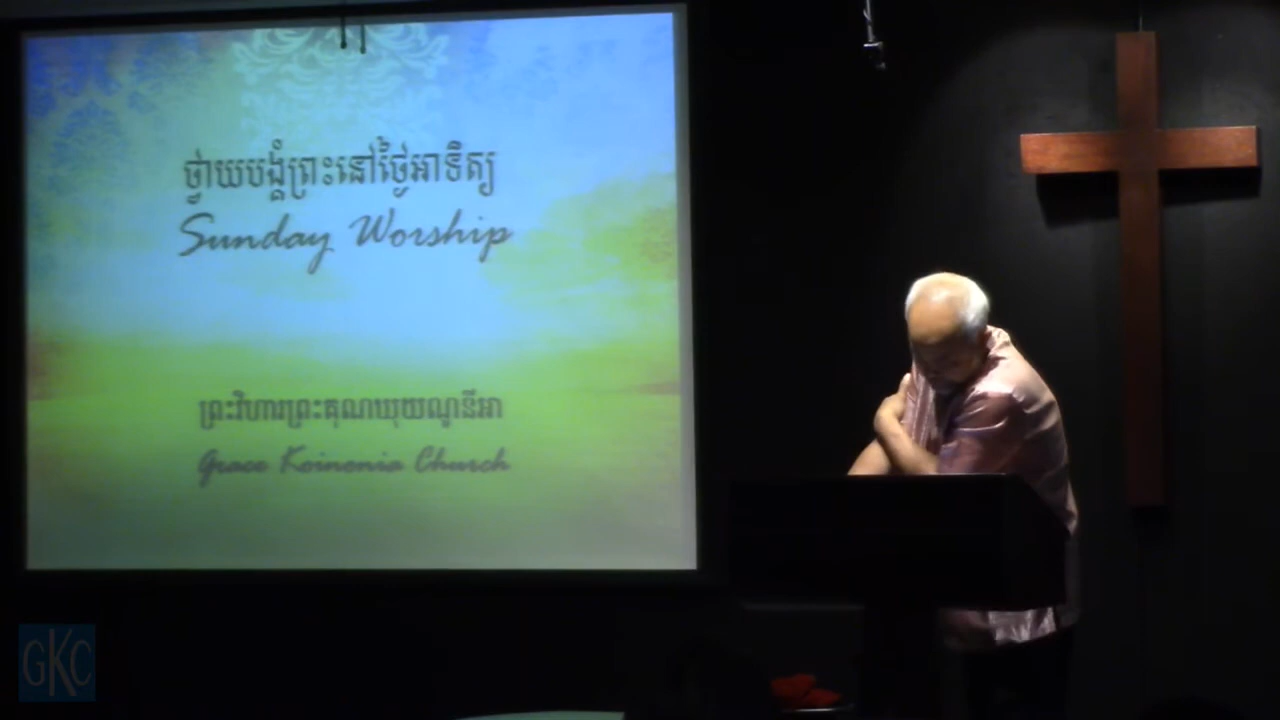 ថ្វាយបង្គំព្រះនៅថ្ងៃអាទិត្យ
Sunday Worship
ព្រះវិហារព្រះគុណឃុយណូនីអា
Grace Koinonia Church
GKC